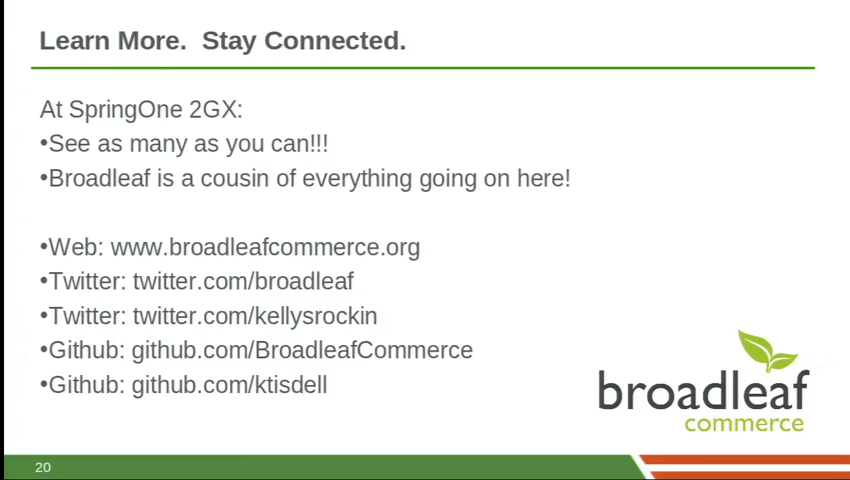 Learn More.  Stay Connected.
At SpringOne 2GX:
•See as many as you can!!!
•Broadleaf is a cousin of everything going on here!
•Web: www.broadleafcommerce.org
•Twitter: twitter.com/broadleaf
•Twitter: twitter.com/kellysrockin
•Github: github.com/BroadleafCommerce
•Github: github.com/ktisdell
broadleaf
commerce
20